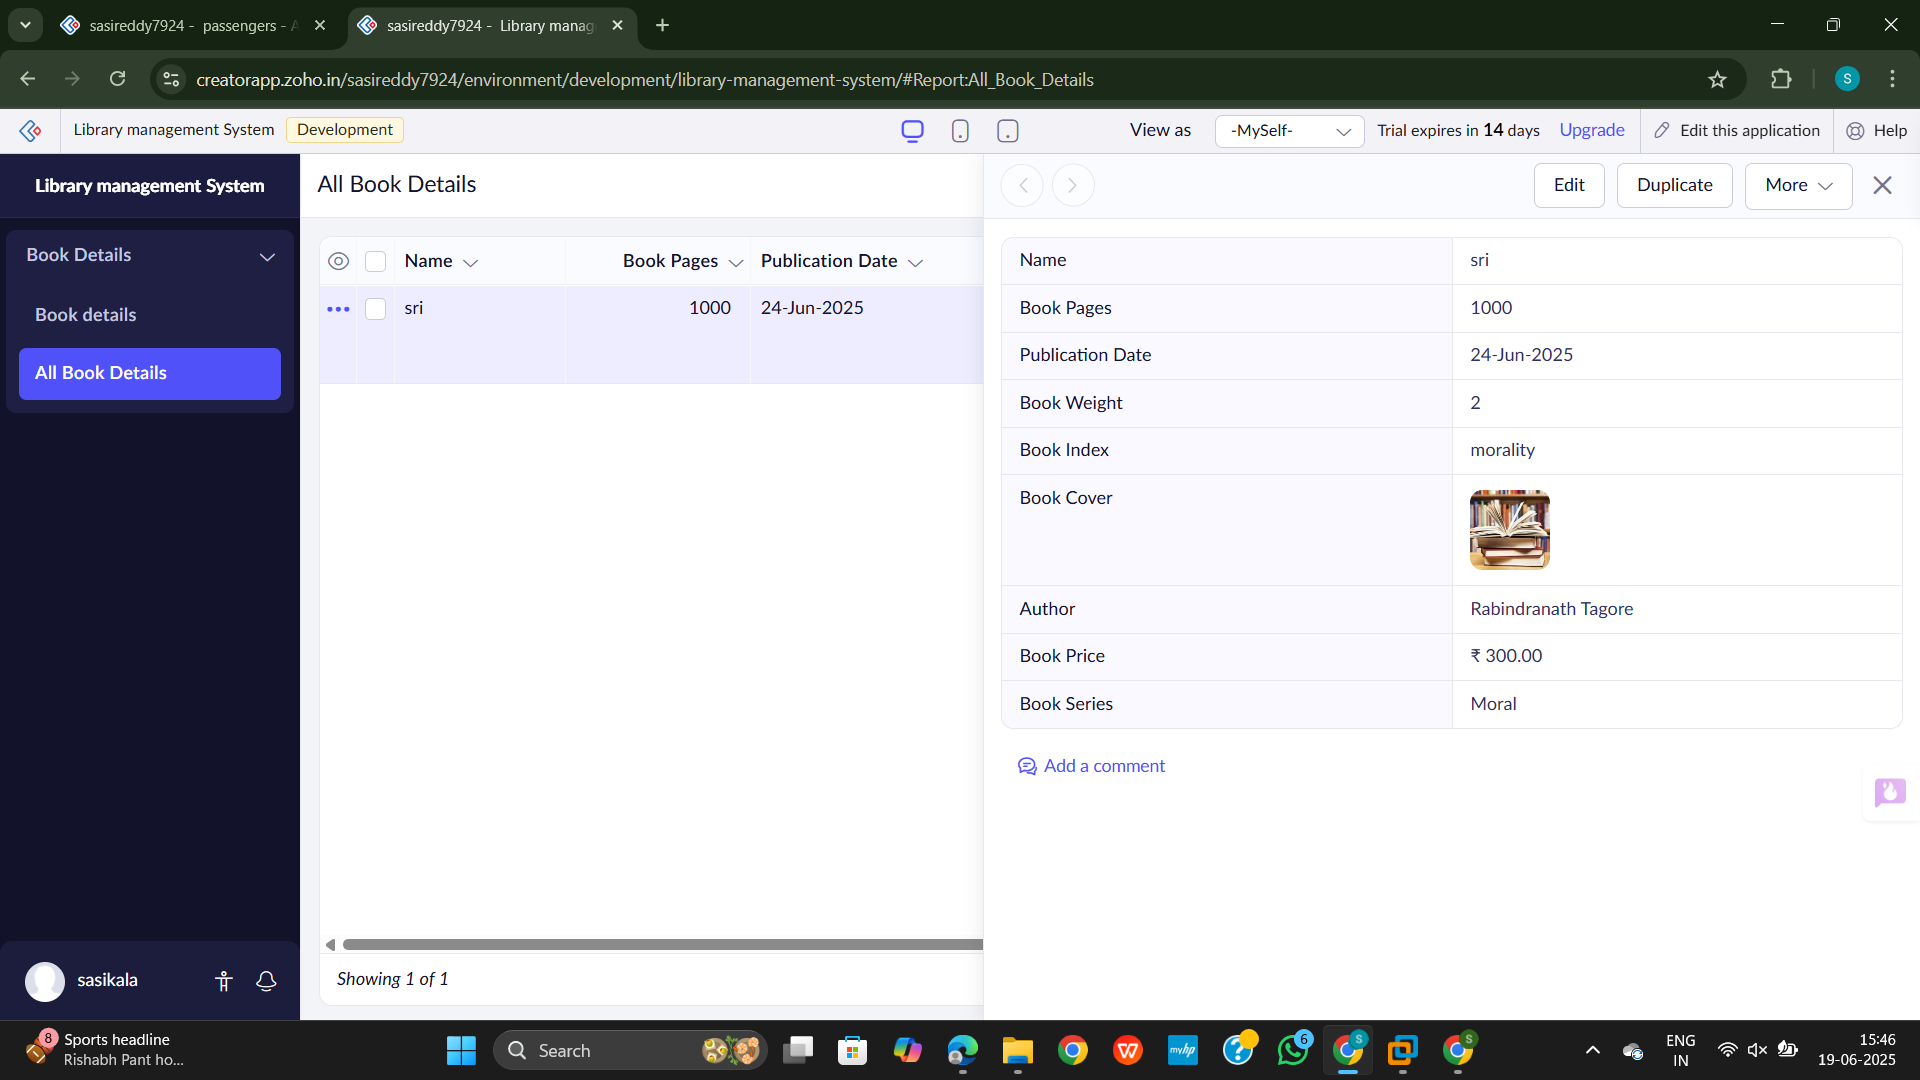 sasireddy7924 - passengers - A
sasireddy7924 - Library manag
creatorapp.zoho.in/sasireddy7924/environment/development/library-management-system/#Report:All_Book_Details
S
Library management System
Development
View as
-MySelf-
Trial expires in 14 days
Upgrade
Edit this application
Help
Library management System
Book Details
Book details
All Book Details
sasikala
All Book Details
Name
Book Pages
Publication Date
sri
1000
24-Jun-2025
Showing 1 of 1
Edit
Duplicate
More
Name sri
Book Pages 1000
Publication Date 24-Jun-2025
Book Weight 2
Book Index morality
Book Cover
Author Rabindranath Tagore
Book Price ₹ 300.00
Book Series Moral
Add a comment
8
Sports headline
Rishabh Pant ho...
Search
W
myhp
?
6
S
S
ENG
IN
15:46
19-06-2025